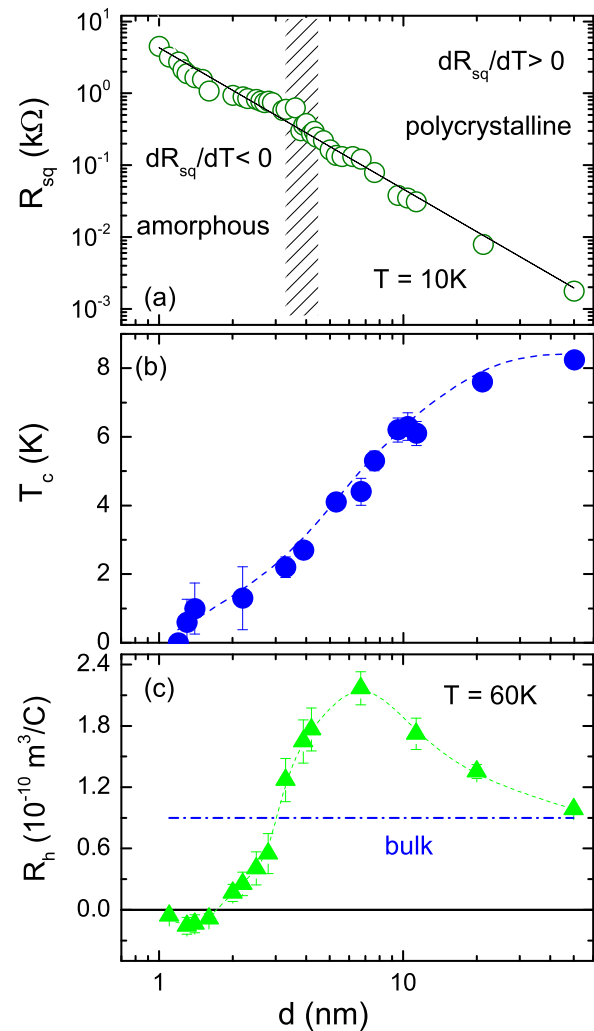 10¹
10⁰
10⁻¹
10⁻²
10⁻³
R_sq (kΩ)
dR_sq/dT> 0
polycrystalline
dR_sq/dT< 0
amorphous
T = 10K
(a)
(b)
8
6
4
2
0
T_c (K)
(c)
T = 60K
2.4
1.8
1.2
0.6
0.0
R_h (10⁻¹⁰ m³/C)
bulk
1
10
d (nm)